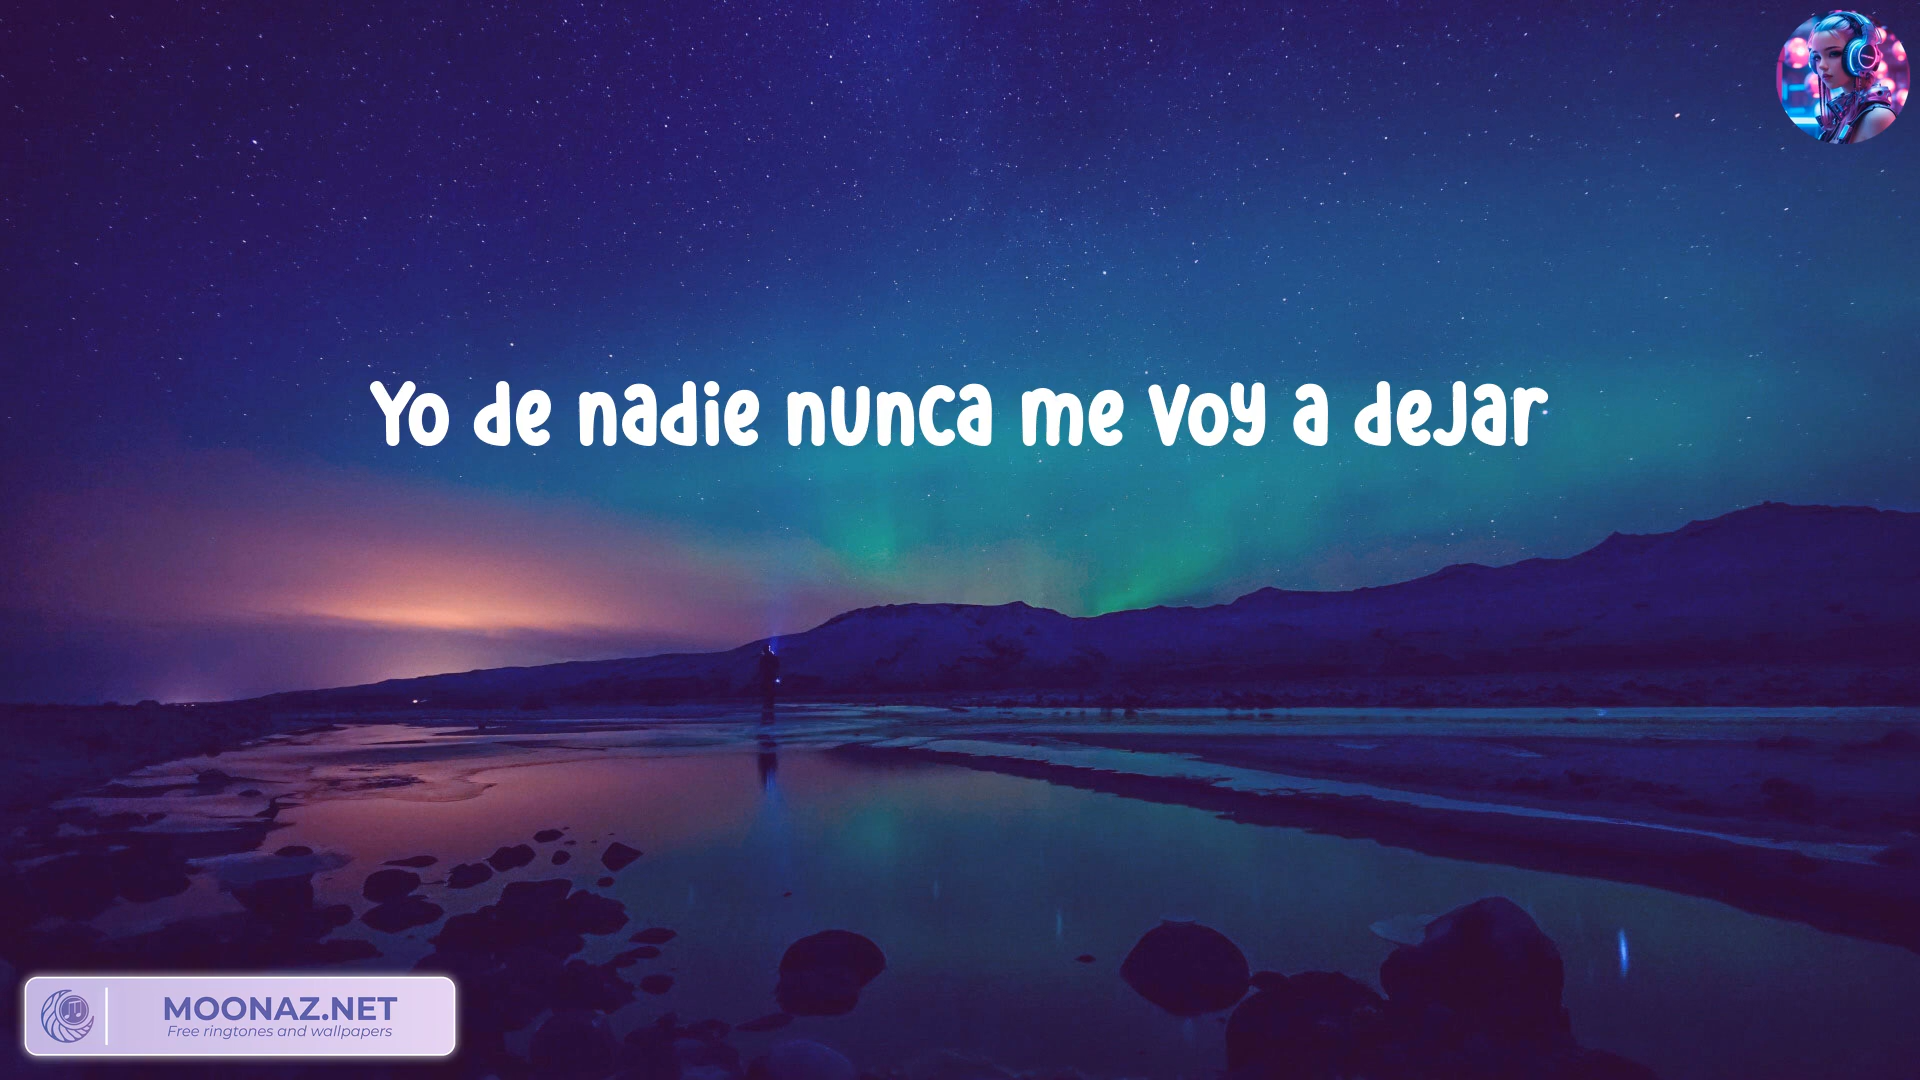 Yo de nadie nunca me voy a dejar
MOONAZ.NET
Free ringtones and wallpapers